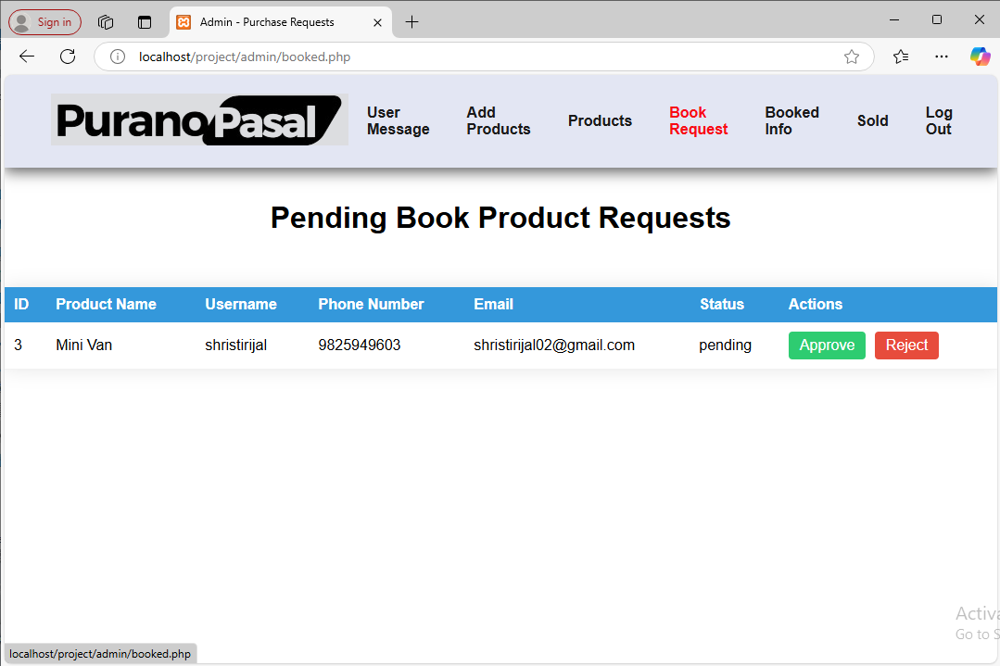 Sign in
Admin - Purchase Requests
localhost/project/admin/booked.php
PuranoPasal
User Message
Add Products
Products
Book Request
Booked Info
Sold
Log Out
Pending Book Product Requests
ID Product Name Username Phone Number Email Status Actions
3 Mini Van shristirijal 9825949603 shristirijal02@gmail.com pending Approve Reject
Go to
localhost/project/admin/booked.php